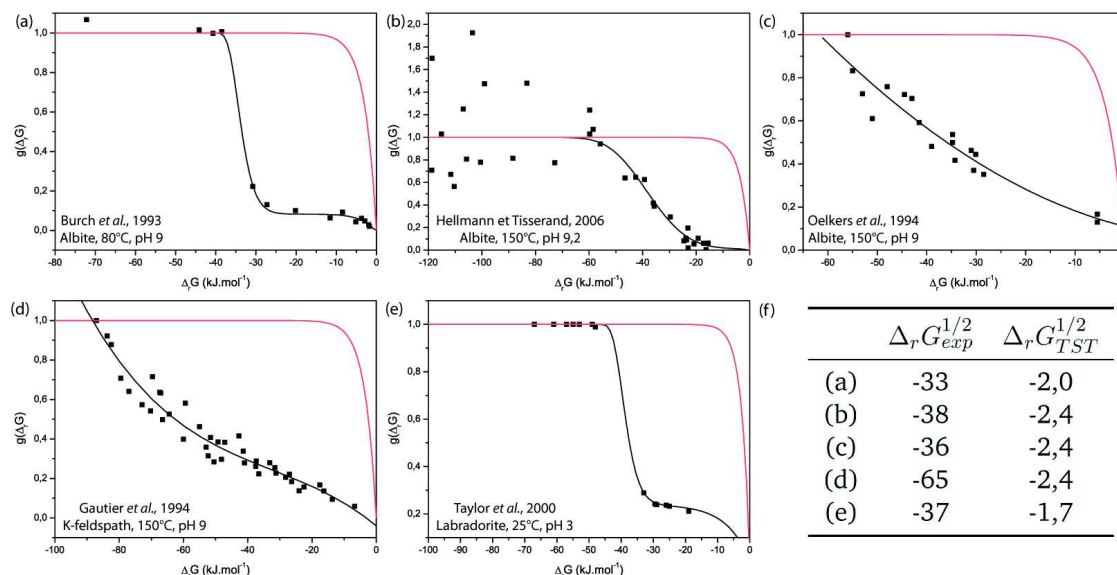 (a)
1,0
0,8
0,6
0,4
0,2
0,0
g(ΔrG)
Burch et al., 1993
Albite, 80°C, pH 9
-80 -70 -60 -50 -40 -30 -20 -10 0
ΔrG (kJ.mol-1)
(b)
2,0
1,8
1,6
1,4
1,2
1,0
0,8
0,6
0,4
0,2
0,0
g(ΔrG)
Hellmann et Tisserand, 2006
Albite, 150°C, pH 9,2
-120 -100 -80 -60 -40 -20 0
ΔrG (kJ.mol-1)
(c)
1,0
0,8
0,6
0,4
0,2
0,0
g(ΔrG)
Oelkers et al. 1994
Albite, 150°C, pH 9
-60 -50 -40 -30 -20 -10
ΔrG (kJ.mol-1)
(d)
1,0
0,8
0,6
0,4
0,2
0,0
g(ΔrG)
Gautier et al., 1994
K-feldspath, 150°C, pH 9
-100 -90 -80 -70 -60 -50 -40 -30 -20 -10 0
ΔrG (kJ.mol-1)
(e)
1,0
0,8
0,6
0,4
0,2
g(ΔrG)
Taylor et al. 2000
Labradorite, 25°C, pH 3
-80 -70 -60 -50 -40 -30 -20 -10 0
ΔrG (kJ.mol-1)
(f)
ΔrG1/2exp ΔrG1/2TST
(a) -33 -2,0
(b) -38 -2,4
(c) -36 -2,4
(d) -65 -2,4
(e) -37 -1,7